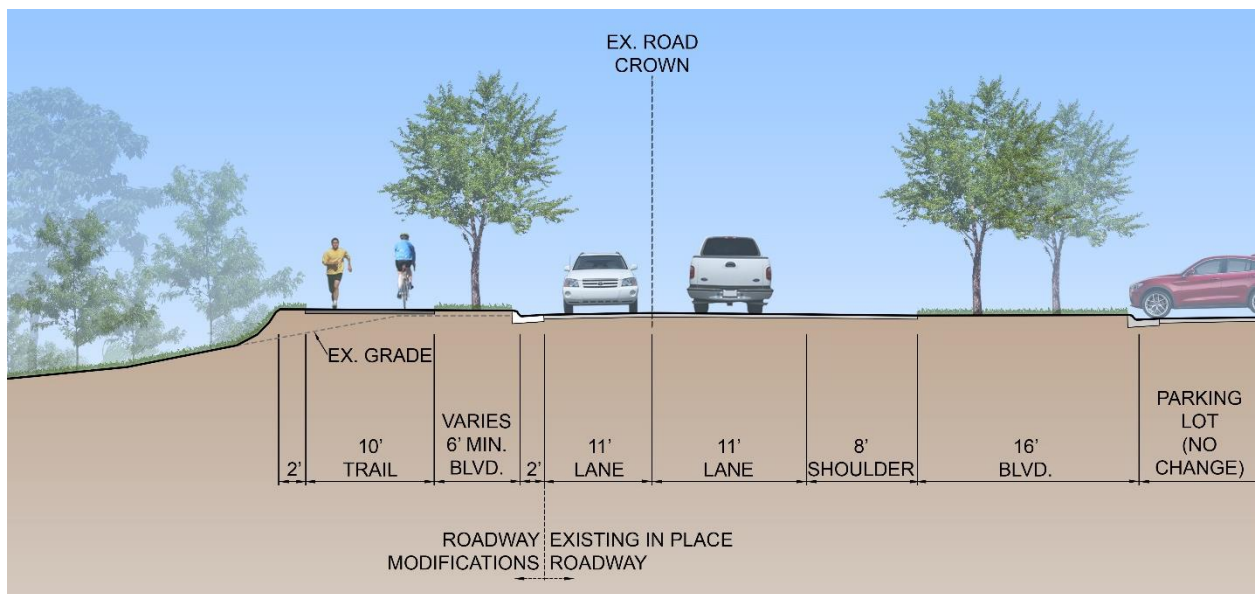 EX. ROAD
CROWN
EX. GRADE
2'
10'
TRAIL
VARIES
6' MIN.
BLVD.
2'
11'
LANE
11'
LANE
8'
SHOULDER
16'
BLVD.
PARKING
LOT
(NO
CHANGE)
ROADWAY
MODIFICATIONS
EXISTING IN PLACE
ROADWAY